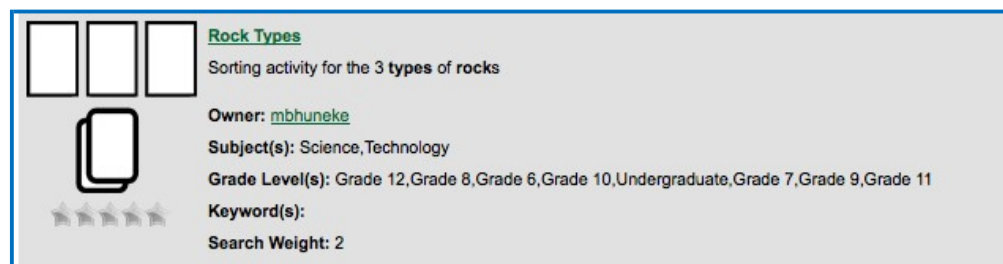 Rock Types
Sorting activity for the 3 types of rocks
Owner: mbhuneke
Subject(s): Science,Technology
Grade Level(s): Grade 12,Grade 8,Grade 6,Grade 10,Undergraduate,Grade 7,Grade 9,Grade 11
Keyword(s):
Search Weight: 2